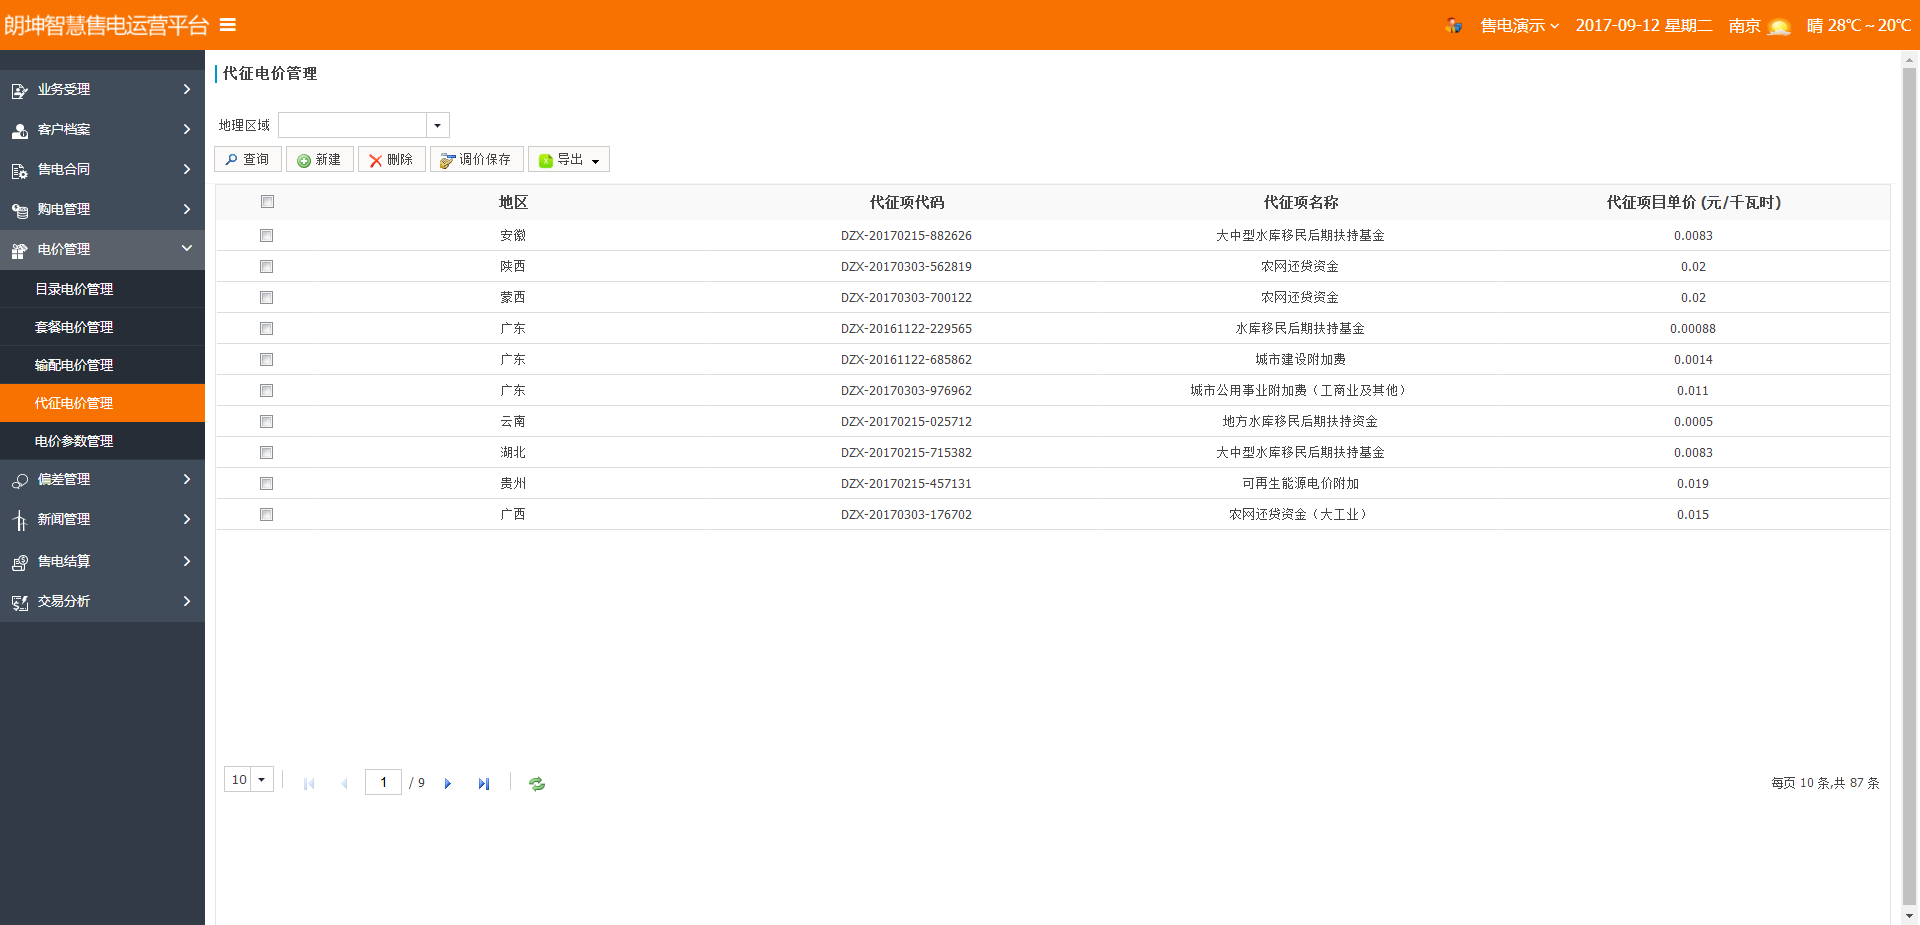 朗坤智慧售电运营平台
售电演示 2017-09-12 星期二 南京 晴 28℃~20℃
业务受理
客户档案
售电合同
购电管理
电价管理
目录电价管理
套餐电价管理
输配电价管理
代征电价管理
电价参数管理
偏差管理
新闻管理
售电结算
交易分析
代征电价管理
地理区域
查询 新建 删除 调价保存 导出
地区 代征项代码 代征项名称 代征项目单价 (元/千瓦时)
安徽 DZX-20170215-882626 大中型水库移民后期扶持基金 0.0083
陕西 DZX-20170303-562819 农网还贷资金 0.02
蒙西 DZX-20170303-700122 农网还贷资金 0.02
广东 DZX-20161122-229565 水库移民后期扶持基金 0.00088
广东 DZX-20161122-685862 城市建设附加费 0.0014
广东 DZX-20170303-976962 城市公用事业附加费（工商业及其他） 0.011
云南 DZX-20170215-025712 地方水库移民后期扶持资金 0.0005
湖北 DZX-20170215-715382 大中型水库移民后期扶持基金 0.0083
贵州 DZX-20170215-457131 可再生能源电价附加 0.019
广西 DZX-20170303-176702 农网还贷资金（大工业） 0.015
10 1 / 9 每页 10 条,共 87 条